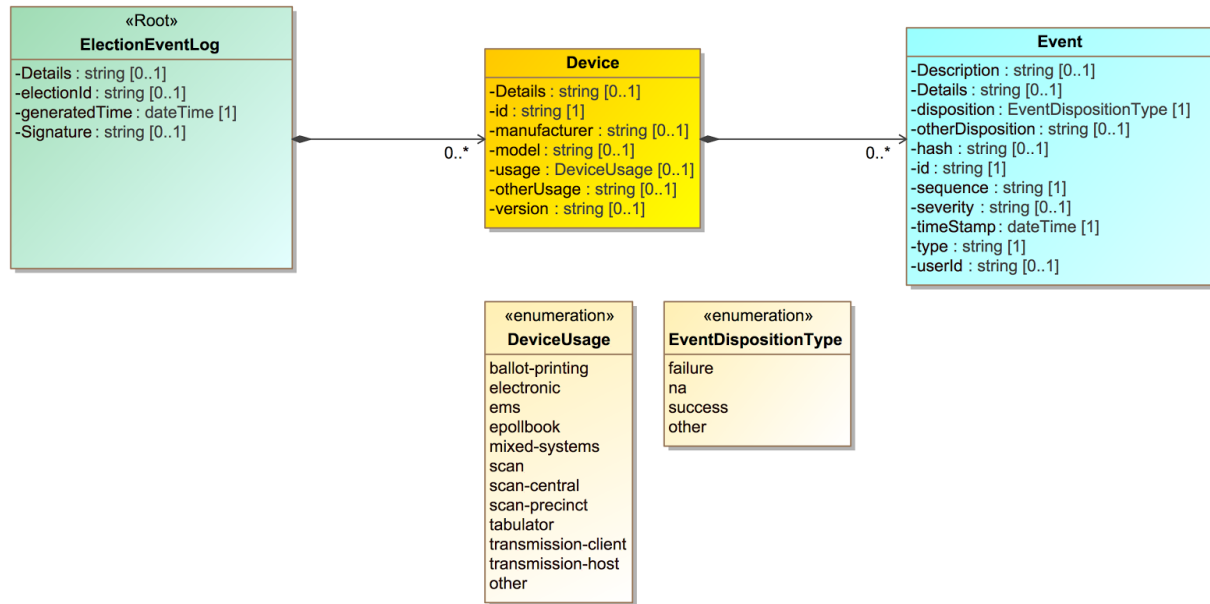 «Root»
ElectionEventLog
-Details : string [0..1]
-electionId : string [0..1]
-generatedTime : dateTime [1]
-Signature : string [0..1]
0..*
Device
-Details : string [0..1]
-id : string [1]
-manufacturer : string [0..1]
-model : string [0..1]
-usage : DeviceUsage [0..1]
-otherUsage : string [0..1]
-version : string [0..1]
0..*
Event
-Description : string [0..1]
-Details : string [0..1]
-disposition : EventDispositionType [1]
-otherDisposition : string [0..1]
-hash : string [0..1]
-id : string [1]
-sequence : string [1]
-severity : string [0..1]
-timeStamp : dateTime [1]
-type : string [1]
-userId : string [0..1]
«enumeration»
DeviceUsage
ballot-printing
electronic
ems
epollbook
mixed-systems
scan
scan-central
scan-precinct
tabulator
transmission-client
transmission-host
other
«enumeration»
EventDispositionType
failure
na
success
other